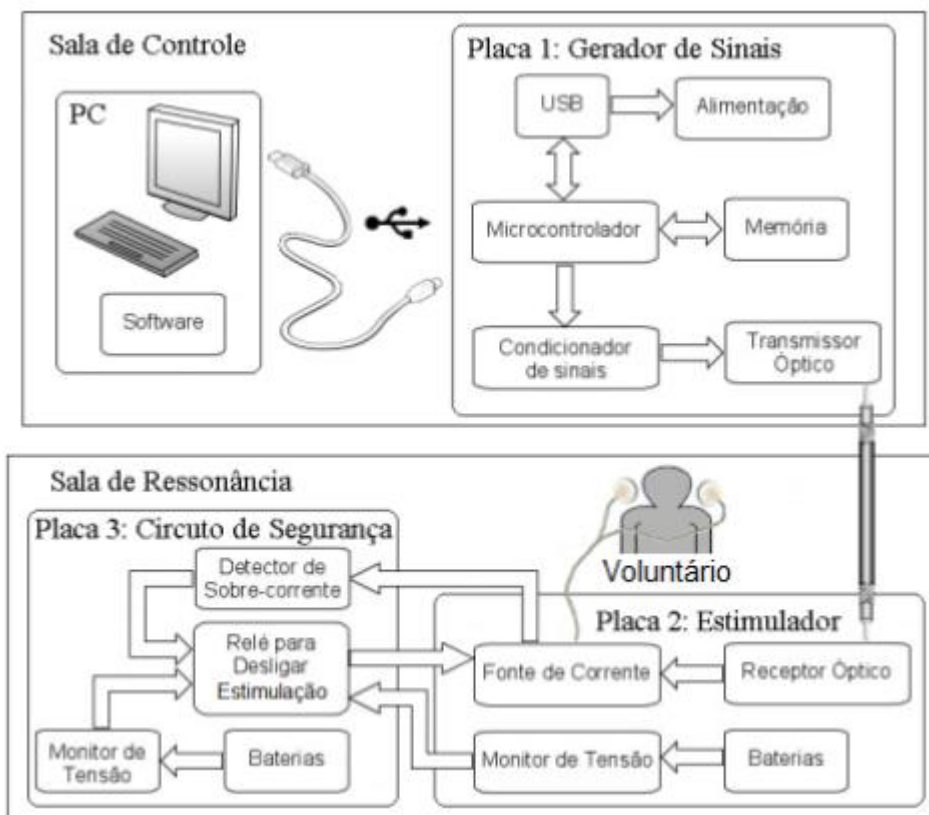 Sala de Controle
PC
Software
Placa 1: Gerador de Sinais
USB
Alimentação
Microcontrolador
Memória
Condicionador
de sinais
Transmissor
Óptico
Sala de Ressonância
Placa 3: Circuto de Segurança
Detector de
Sobre-corrente
Relé para
Desligar
Estimulação
Monitor de
Tensão
Baterias
Voluntário
Placa 2: Estimulador
Fonte de Corrente
Receptor Óptico
Monitor de Tensão
Baterias